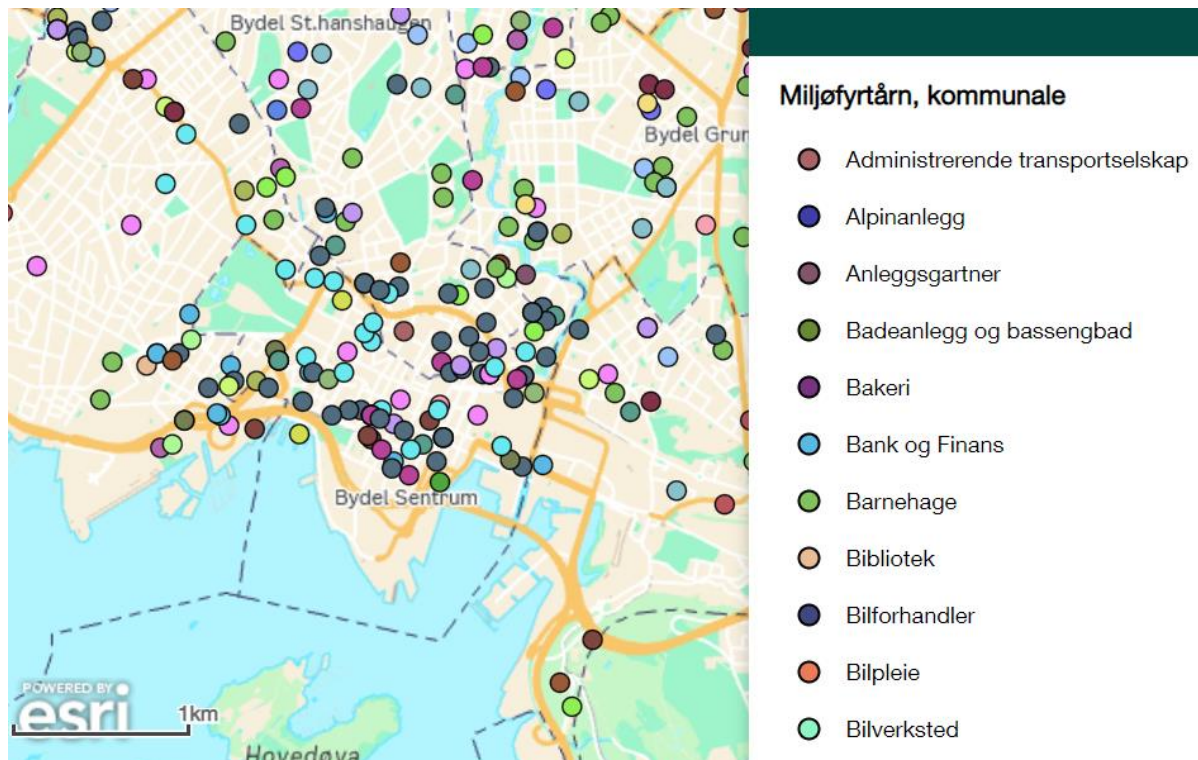 Bydel St.hanshaugen
Bydel Grun
Bydel Sentrum
POWERED BY
esri
1km
Hovedøya
Miljøfyrtårn, kommunale
Administrerende transportselskap
Alpinanlegg
Anleggsgartner
Badeanlegg og bassengbad
Bakeri
Bank og Finans
Barnehage
Bibliotek
Bilforhandler
Bilpleie
Bilverksted